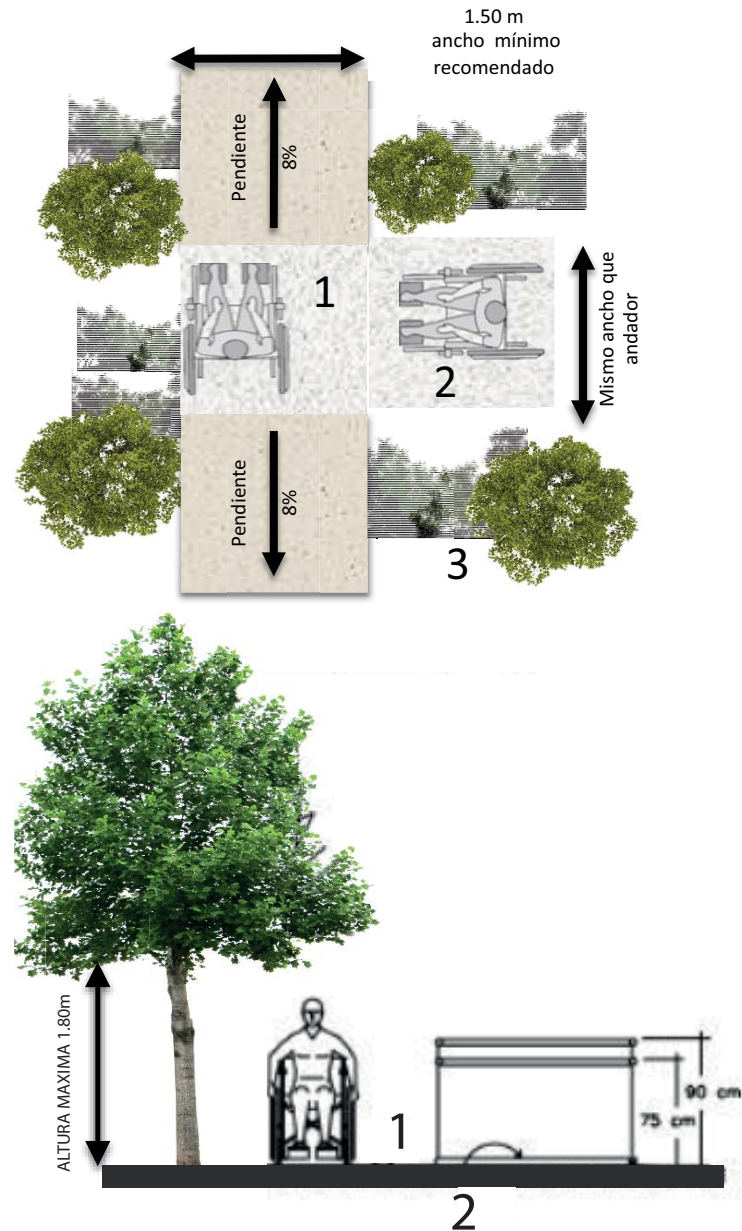 1.50 m
ancho mínimo
recomendado
Pendiente
8%
1
2
Mismo ancho que
andador
Pendiente
8%
3
ALTURA MAXIMA 1.80m
1
90 cm
75 cm
2